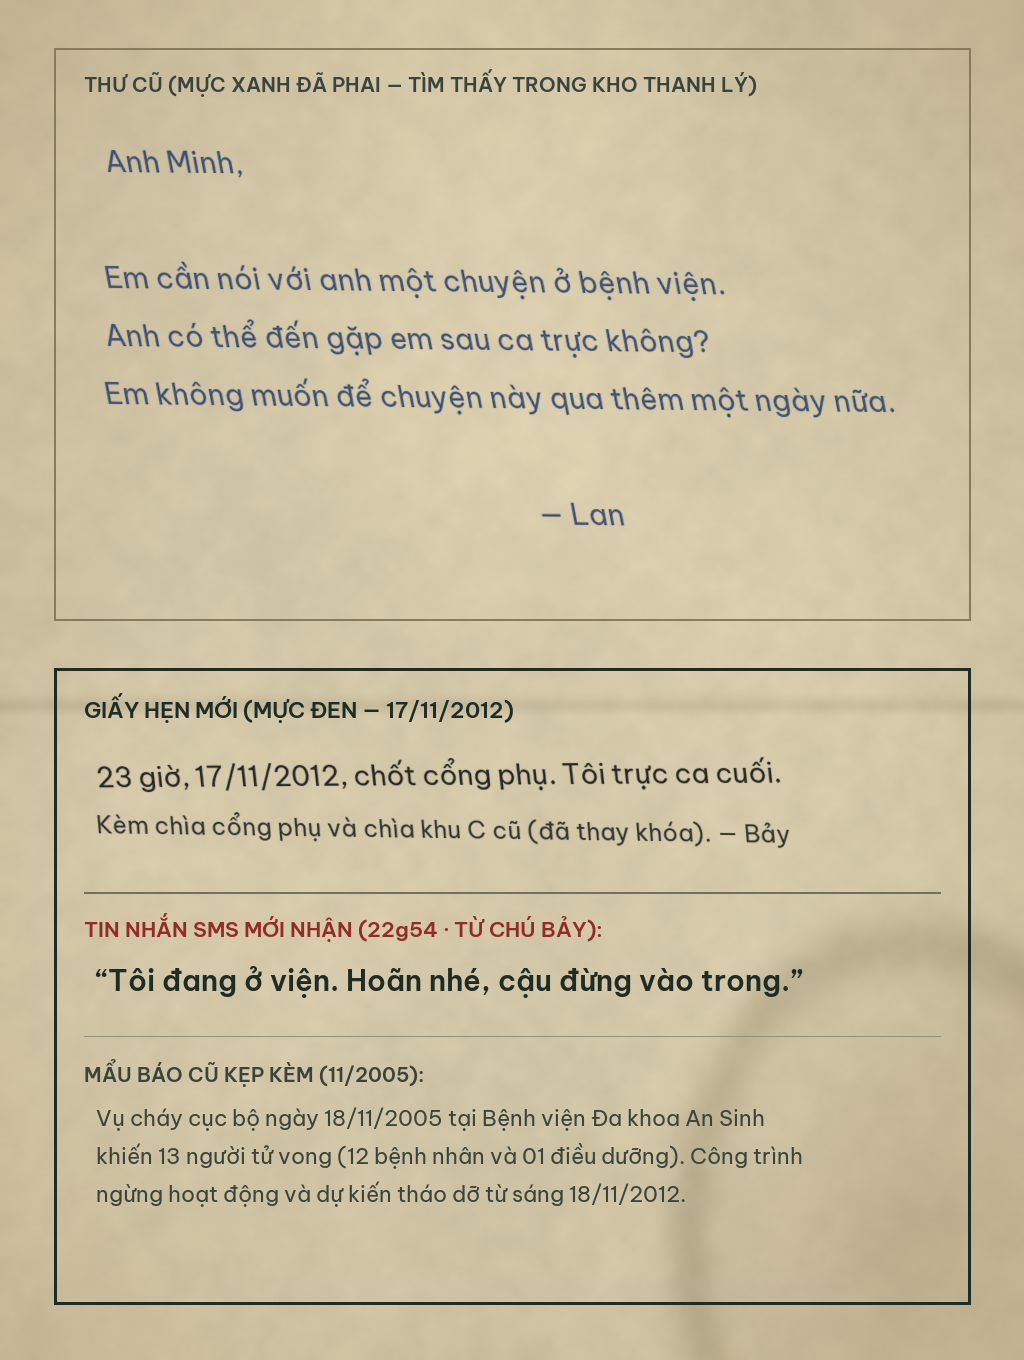 THƯ CŨ (MỰC XANH ĐÃ PHAI – TÌM THẤY TRONG KHO THANH LÝ)
Anh Minh,
Em cần nói với anh một chuyện ở bệnh viện.
Anh có thể đến gặp em sau ca trực không?
Em không muốn để chuyện này qua thêm một ngày nữa.
– Lan
GIẤY HẸN MỚI (MỰC ĐEN – 17/11/2012)
23 giờ, 17/11/2012, chốt cổng phụ. Tôi trực ca cuối.
Kèm chìa cổng phụ và chìa khu C cũ (đã thay khóa). – Bảy
TIN NHẮN SMS MỚI NHẬN (22g54 · TỪ CHÚ BẢY):
“Tôi đang ở viện. Hoãn nhé, cậu đừng vào trong.”
MẨU BÁO CŨ KẸP KÈM (11/2005):
Vụ cháy cục bộ ngày 18/11/2005 tại Bệnh viện Đa khoa An Sinh
khiến 13 người tử vong (12 bệnh nhân và 01 điều dưỡng). Công trình
ngừng hoạt động và dự kiến tháo dỡ từ sáng 18/11/2012.